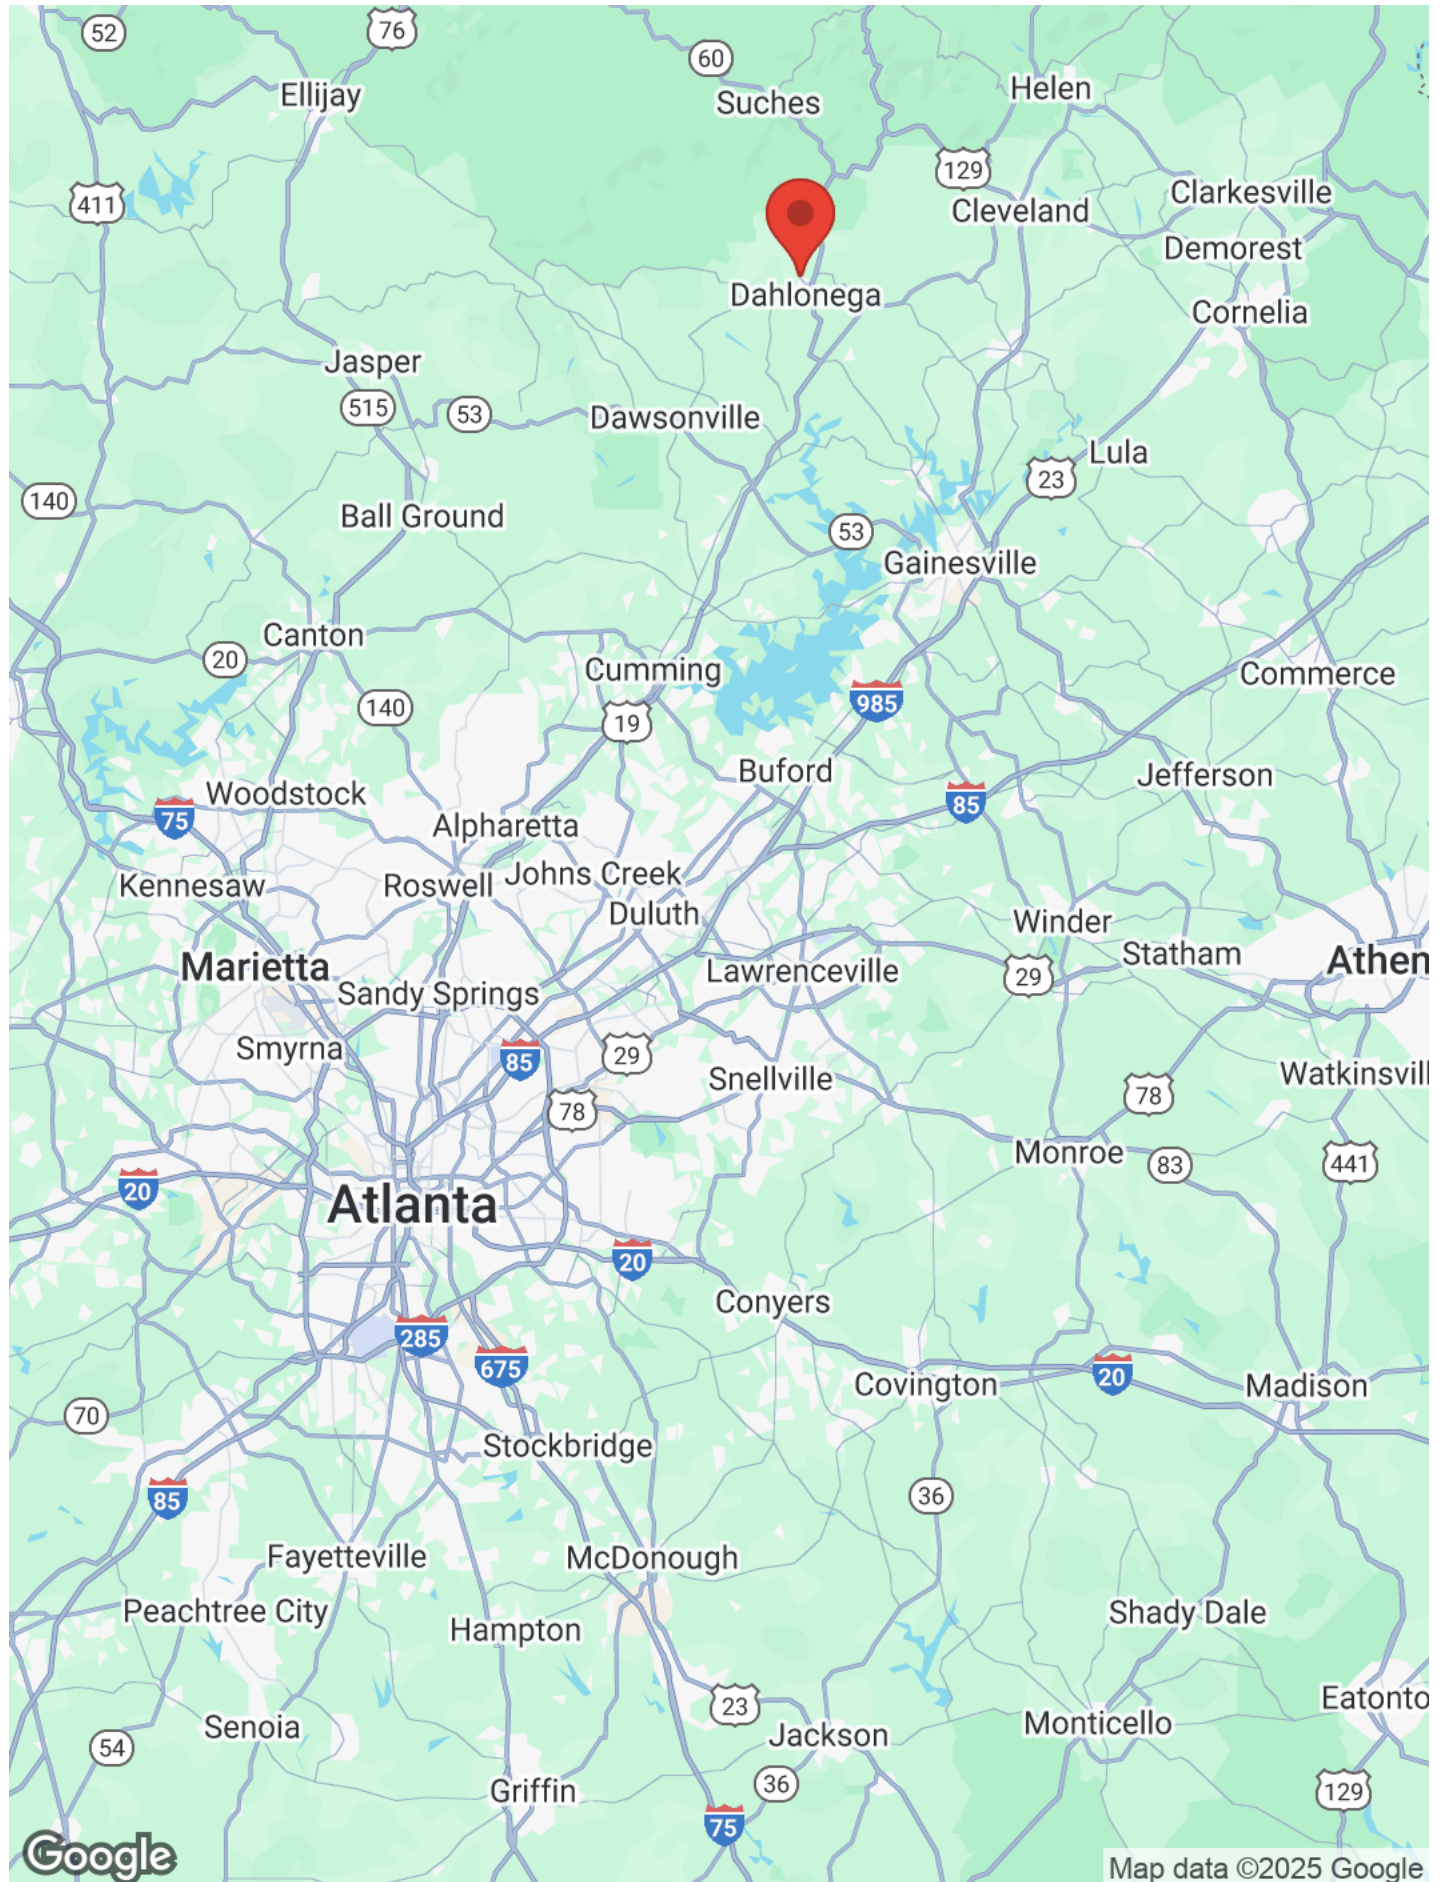 52
76
60
Ellijay
Suches
Helen
129
411
Clarkesville
Cleveland
Demorest
Dahlonega
Cornelia
Jasper
515
53
Dawsonville
Lula
23
140
Ball Ground
53
Gainesville
Canton
20
Cumming
Commerce
140
985
19
Buford
Jefferson
Woodstock
85
75
Alpharetta
Kennesaw
Roswell
Johns Creek
Duluth
Winder
Statham
Marietta
Lawrenceville
29
Athen
Sandy Springs
Smyrna
85
29
Snellville
Watkinsvill
78
78
Monroe
83
441
20
Atlanta
20
Conyers
285
675
Covington
20
Madison
70
Stockbridge
85
36
Fayetteville
McDonough
Peachtree City
Hampton
Shady Dale
23
Eatonto
Senoia
Jackson
Monticello
54
Griffin
36
129
75
Google
Map data ©2025 Google